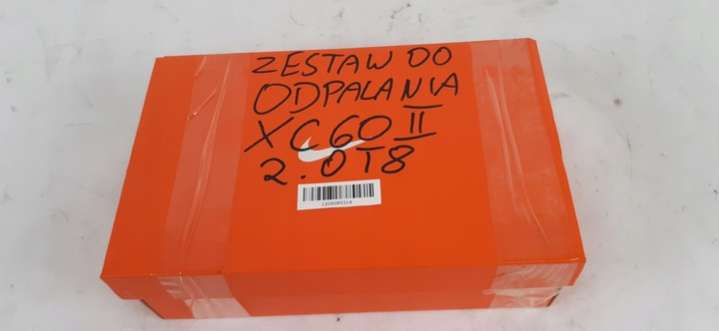 ZESTAW DO
ODPALANIA
XC60 II
2.0T8